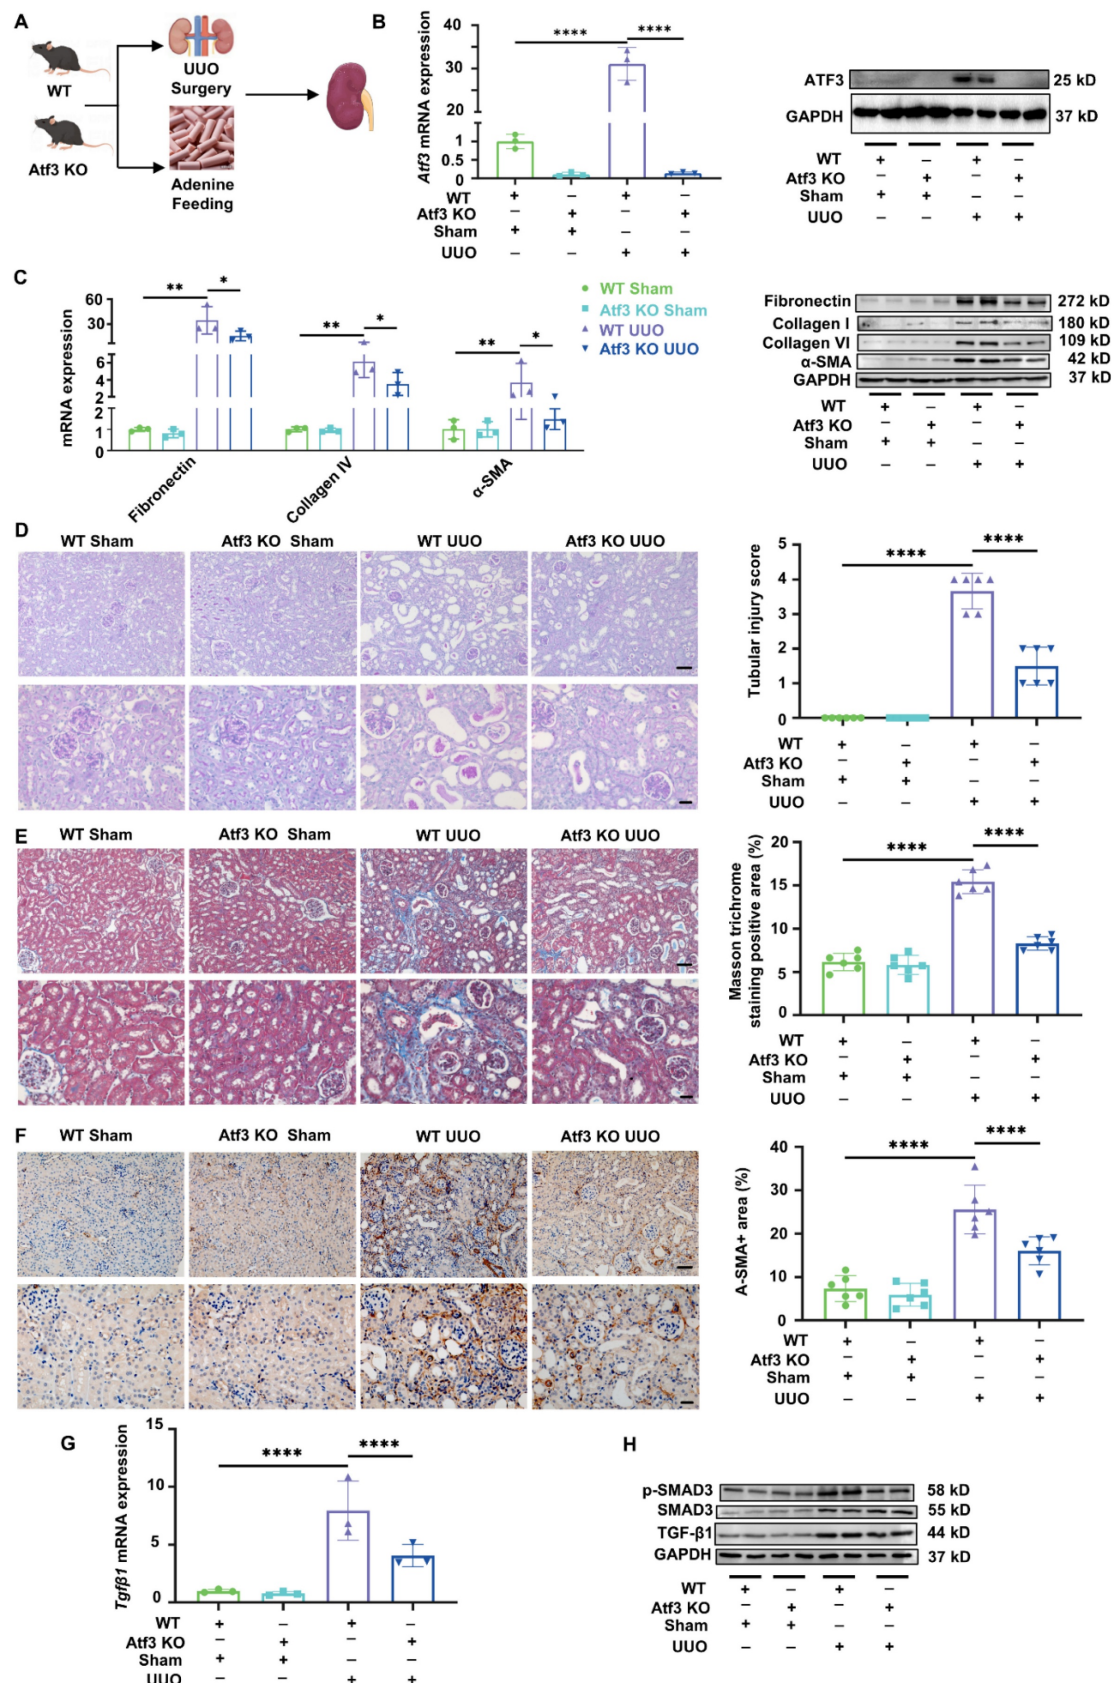 A
WT
Atf3 KO
UUO
Surgery
Adenine
Feeding
B
Atf3 mRNA expression
40
30
20
1
0.5
0
****
****
WT + – + –
Atf3 KO – + – +
Sham + + – –
UUO – – + +
ATF3 25 kD
GAPDH 37 kD
WT + – + –
Atf3 KO – + – +
Sham + + – –
UUO – – + +
C
mRNA expression
60
30
6
4
2
2
1
0
** *
** *
** *
Fibronectin
Collagen IV
α-SMA
WT Sham
Atf3 KO Sham
WT UUO
Atf3 KO UUO
Fibronectin 272 kD
Collagen I 180 kD
Collagen VI 109 kD
α-SMA 42 kD
GAPDH 37 kD
WT + – + –
Atf3 KO – + – +
Sham + + – –
UUO – – + +
D
WT Sham Atf3 KO Sham WT UUO Atf3 KO UUO
Tubular injury score
5
4
3
2
1
0
****
****
WT + – + –
Atf3 KO – + – +
Sham + + – –
UUO – – + +
E
WT Sham Atf3 KO Sham WT UUO Atf3 KO UUO
Masson trichrome
staining positive area (%)
20
15
10
5
0
****
****
WT + – + –
Atf3 KO – + – +
Sham + + – –
UUO – – + +
F
WT Sham Atf3 KO Sham WT UUO Atf3 KO UUO
A-SMA+ area (%)
40
30
20
10
0
****
****
WT + – + –
Atf3 KO – + – +
Sham + + – –
UUO – – + +
G
Tgfβ1 mRNA expression
15
10
5
0
****
****
WT + – + –
Atf3 KO – + – +
Sham + + – –
UUO – – + +
H
p-SMAD3 58 kD
SMAD3 55 kD
TGF-β1 44 kD
GAPDH 37 kD
WT + – + –
Atf3 KO – + – +
Sham + + – –
UUO – – + +